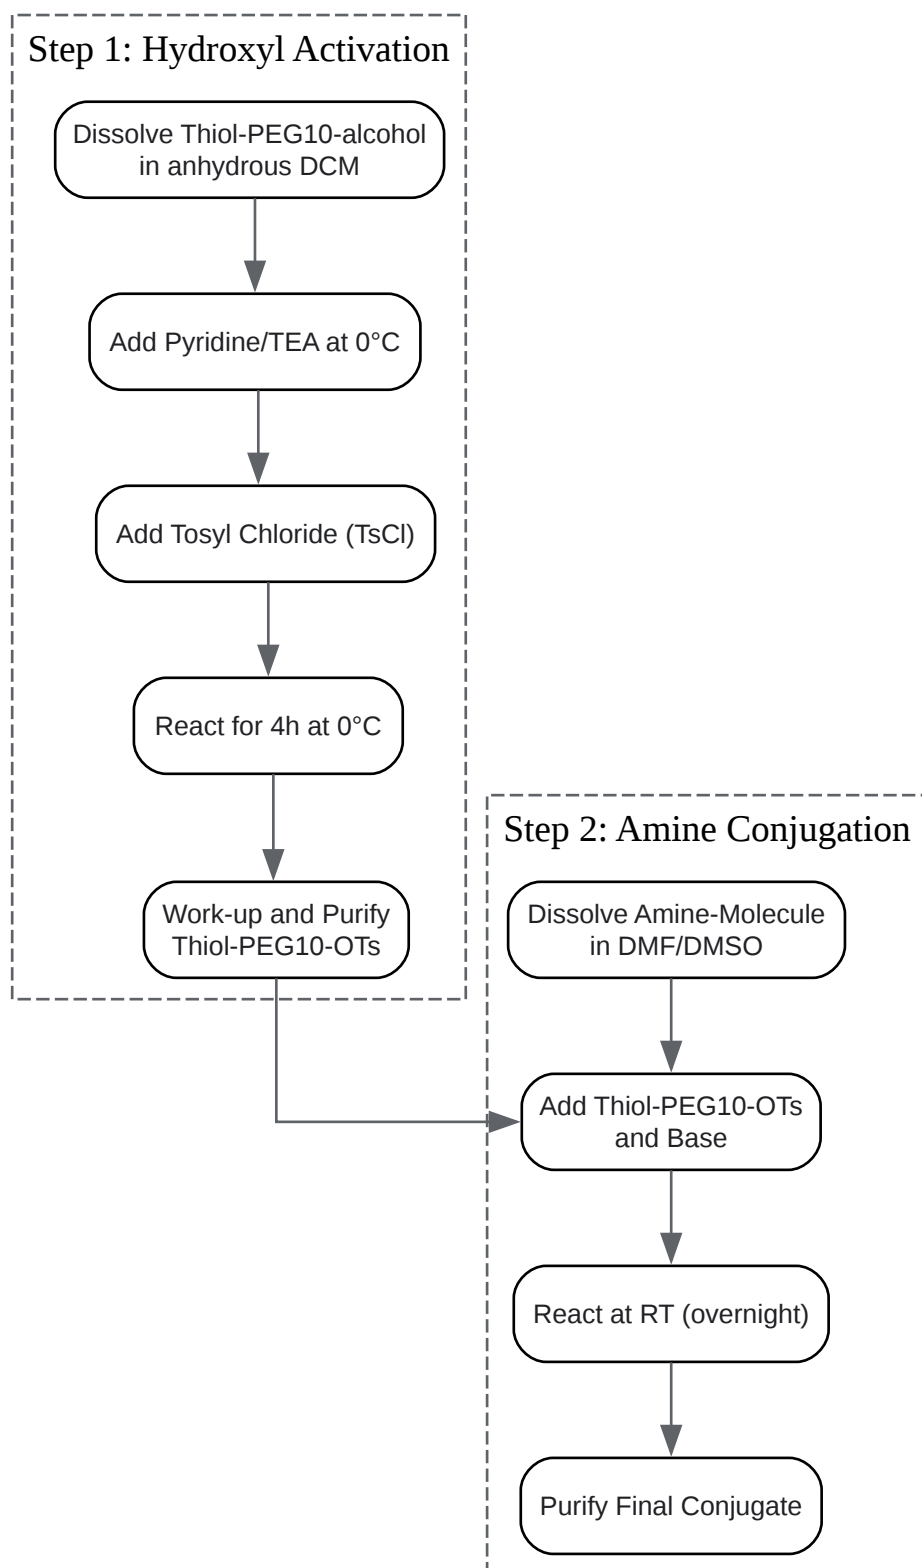 Step 1: Hydroxyl Activation
Dissolve Thiol-PEG10-alcohol
in anhydrous DCM
Add Pyridine/TEA at 0°C
Add Tosyl Chloride (TsCl)
React for 4h at 0°C
Work-up and Purify
Thiol-PEG10-OTs
Step 2: Amine Conjugation
Dissolve Amine-Molecule
in DMF/DMSO
Add Thiol-PEG10-OTs
and Base
React at RT (overnight)
Purify Final Conjugate